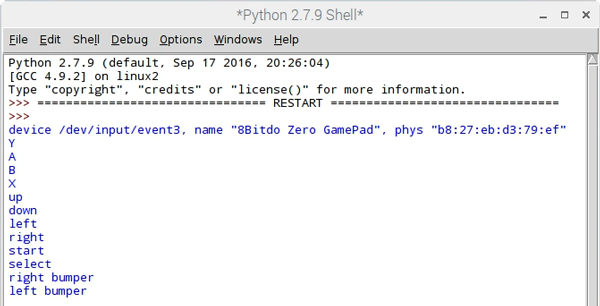 *Python 2.7.9 Shell*
File Edit Shell Debug Options Windows Help
Python 2.7.9 (default, Sep 17 2016, 20:26:04)
[GCC 4.9.2] on linux2
Type "copyright", "credits" or "license()" for more information.
>>> ================================ RESTART ================================
>>>
device /dev/input/event3, name "8Bitdo Zero GamePad", phys "b8:27:eb:d3:79:ef"
Y
A
B
X
up
down
left
right
start
select
right bumper
left bumper